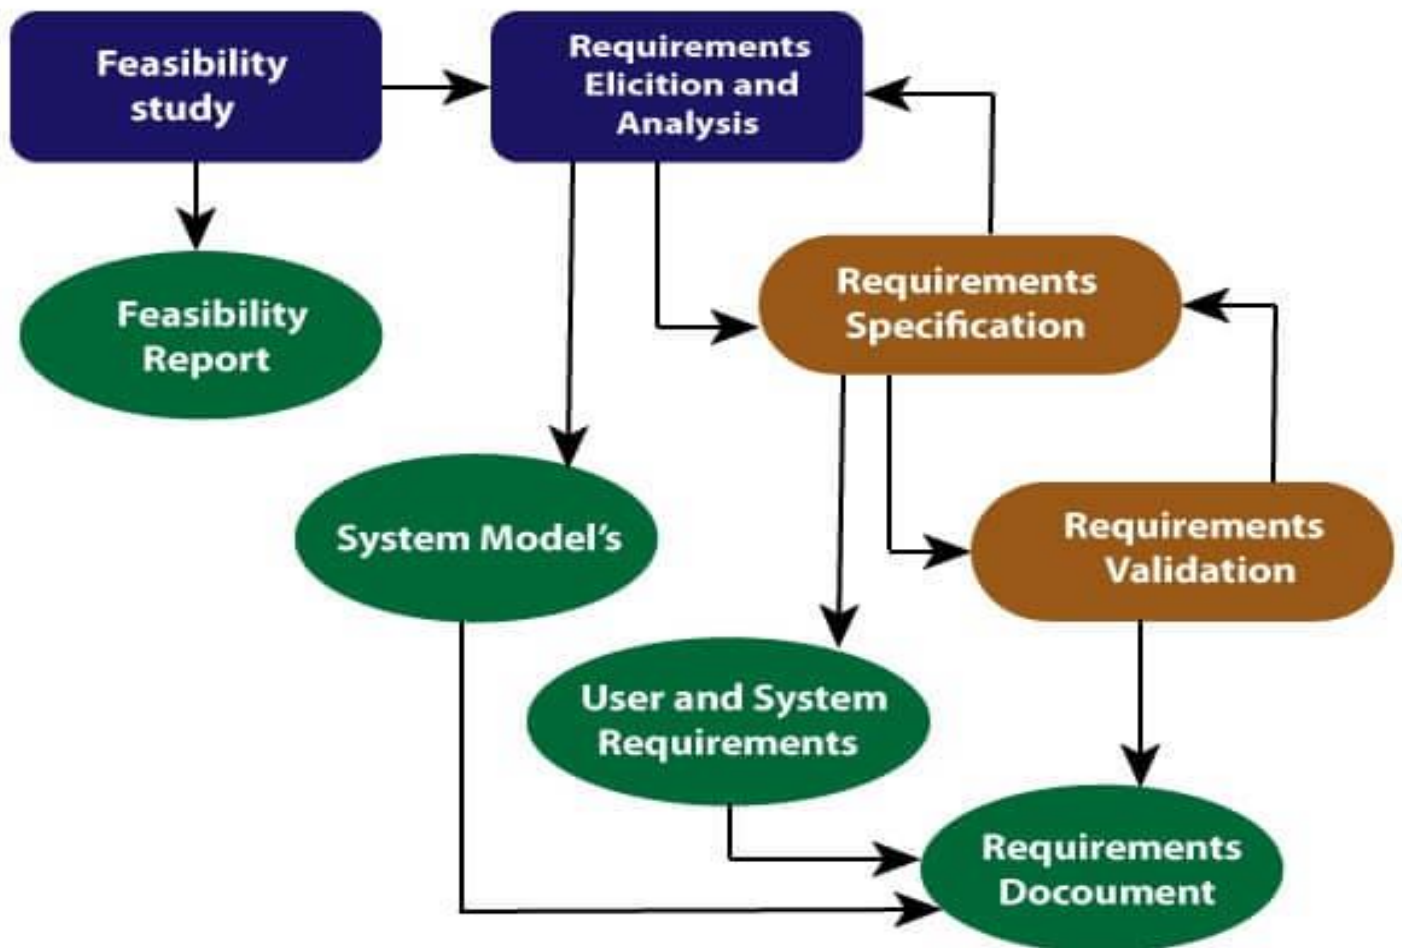 Feasibility
study
Requirements
Elicition and
Analysis
Feasibility
Report
Requirements
Specification
System Model's
Requirements
Validation
User and System
Requirements
Requirements
Docoument